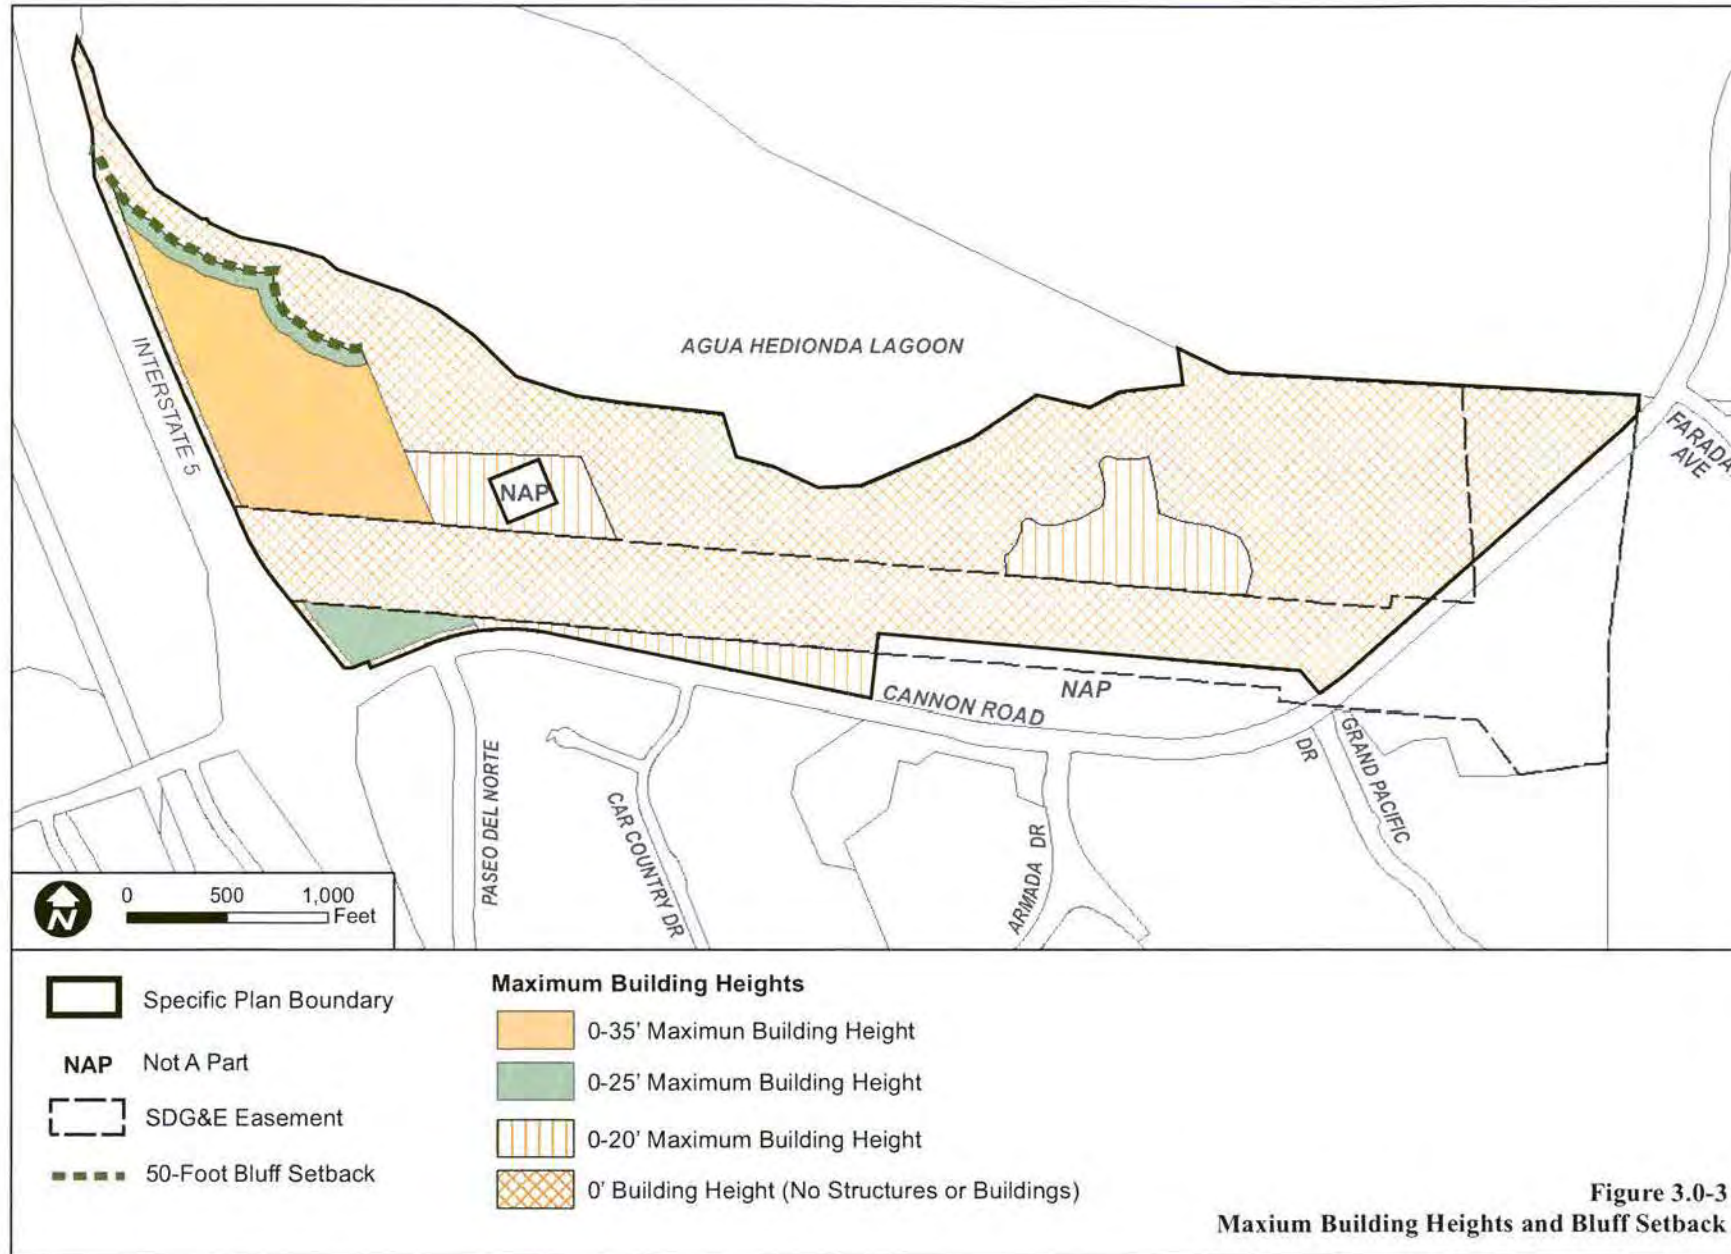 AGUA HEDIONDA LAGOON
INTERSTATE 5
NAP
FARADA
AVE
NAP
CANNON ROAD
GRAND PACIFIC
DR
PASEO DEL NORTE
CAR COUNTRY DR
ARMADA DR
N
0 500 1,000
Feet
Specific Plan Boundary
NAP Not A Part
SDG&E Easement
50-Foot Bluff Setback
Maximum Building Heights
0-35' Maximun Building Height
0-25' Maximum Building Height
0-20' Maximum Building Height
0' Building Height (No Structures or Buildings)
Figure 3.0-3
Maxium Building Heights and Bluff Setback